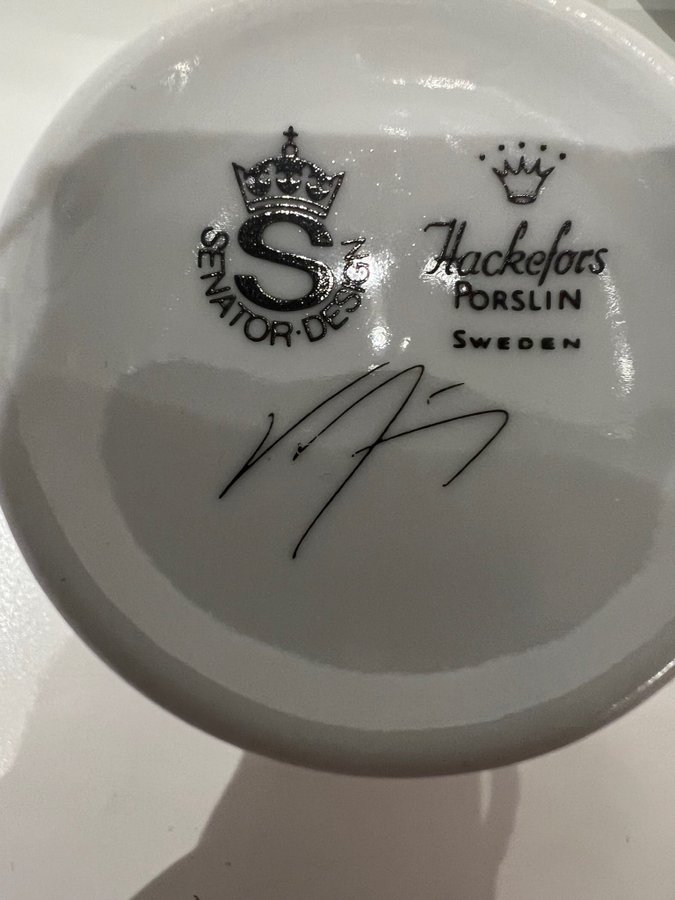 S
SENATOR·DESIGN
Hackefors
PORSLIN
SWEDEN